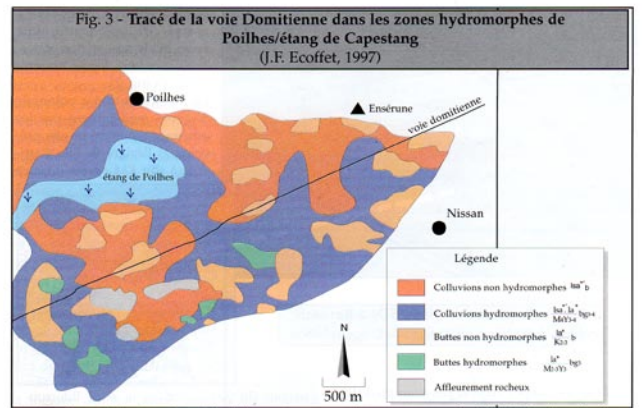 Fig. 3 - Tracé de la voie Domitienne dans les zones hydromorphes de
Poilhes/étang de Capestang
(J.F. Ecoffet, 1997)
Poilhes
Ensérune
voie domitienne
étang de Poilhes
Nissan
Légende
Colluvions non hydromorphes
Colluvions hydromorphes
Buttes non hydromorphes
Buttes hydromorphes
Affleurement rocheux
N
500 m